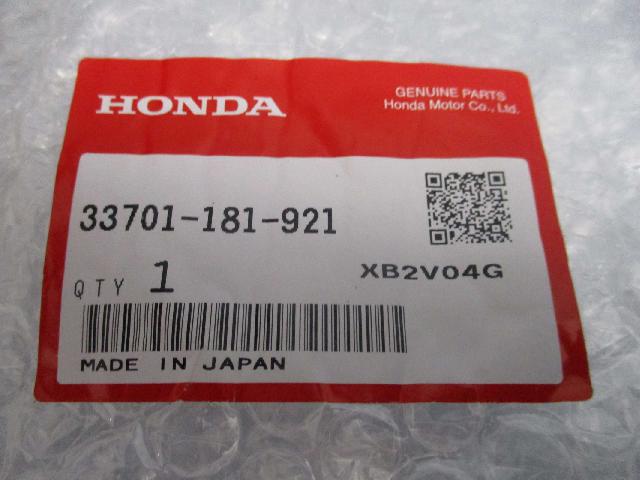 HONDA
GENUINE PARTS
Honda Motor Co., Ltd.
33701-181-921
QTY 1
XB2V04G
MADE IN JAPAN